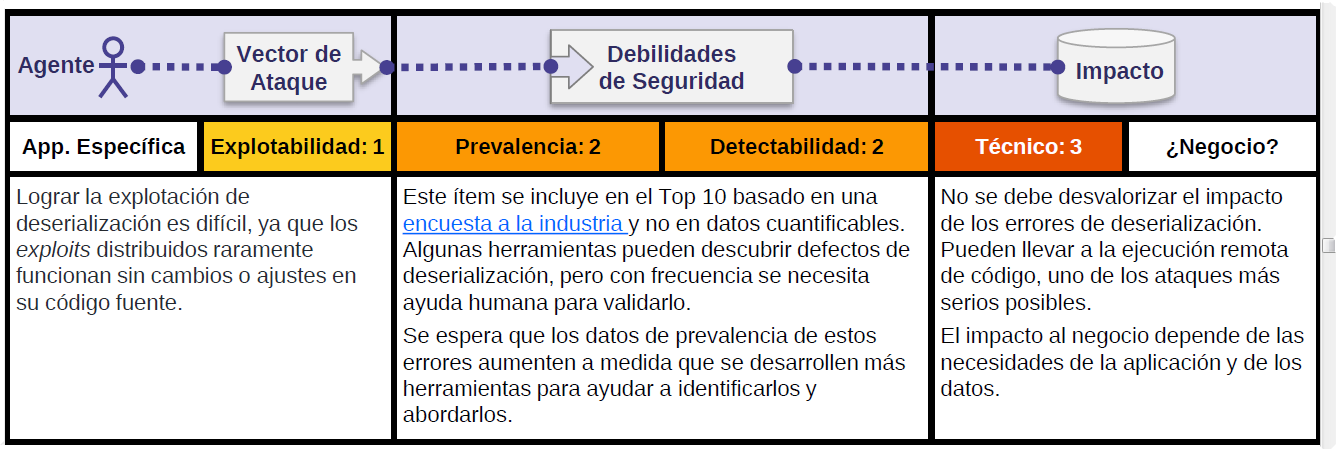 Agente
Vector de
Ataque
Debilidades
de Seguridad
Impacto
App. Específica
Explotabilidad: 1
Prevalencia: 2
Detectabilidad: 2
Técnico: 3
¿Negocio?
Lograr la explotación de
deserialización es difícil, ya que los
exploits distribuidos raramente
funcionan sin cambios o ajustes en
su código fuente.
Este ítem se incluye en el Top 10 basado en una
encuesta a la industria y no en datos cuantificables.
Algunas herramientas pueden descubrir defectos de
deserialización, pero con frecuencia se necesita
ayuda humana para validarlo.
Se espera que los datos de prevalencia de estos
errores aumenten a medida que se desarrollen más
herramientas para ayudar a identificarlos y
abordarlos.
No se debe desvalorizar el impacto
de los errores de deserialización.
Pueden llevar a la ejecución remota
de código, uno de los ataques más
serios posibles.
El impacto al negocio depende de las
necesidades de la aplicación y de los
datos.